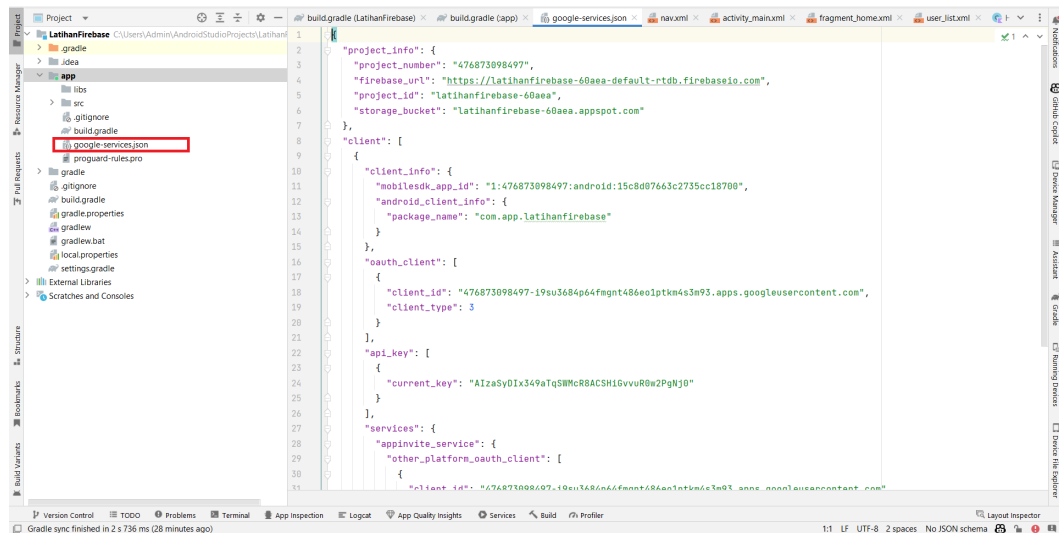 Project
build.gradle (LatihanFirebase)
build.gradle (:app)
google-services.json
nav.xml
activity_main.xml
fragment_home.xml
user_list.xml
LatihanFirebase C:\Users\Admin\AndroidStudioProjects\Latihan
.gradle
.idea
app
libs
src
.gitignore
build.gradle
google-services.json
proguard-rules.pro
gradle
.gitignore
build.gradle
gradle.properties
gradlew
gradlew.bat
local.properties
settings.gradle
External Libraries
Scratches and Consoles
Project
Resource Manager
Pull Requests
Structure
Bookmarks
Build Variants
1 {
2 "project_info": {
3 "project_number": "476873098497",
4 "firebase_url": "https://latihanfirebase-60aea-default-rtdb.firebaseio.com",
5 "project_id": "latihanfirebase-60aea",
6 "storage_bucket": "latihanfirebase-60aea.appspot.com"
7 },
8 "client": [
9 {
10 "client_info": {
11 "mobilesdk_app_id": "1:476873098497:android:15c8d07663c2735cc18700",
12 "android_client_info": {
13 "package_name": "com.app.latihanfirebase"
14 }
15 },
16 "oauth_client": [
17 {
18 "client_id": "476873098497-i9su3684p64fmgnt486eo1ptkm4s3m93.apps.googleusercontent.com",
19 "client_type": 3
20 }
21 ],
22 "api_key": [
23 {
24 "current_key": "AIzaSyDIx349aTqSWMcR8ACSHiGvvuR0w2PgNj0"
25 }
26 ],
27 "services": {
28 "appinvite_service": {
29 "other_platform_oauth_client": [
30 {
31 "client_id": "476873098497-i9su3684p64fmgnt486eo1ptkm4s3m93.apps.googleusercontent.com"
1
Notifications
GitHub Copilot
Device Manager
Assistant
Gradle
Running Devices
Device File Explorer
Version Control
TODO
Problems
Terminal
App Inspection
Logcat
App Quality Insights
Services
Build
Profiler
Layout Inspector
Gradle sync finished in 2 s 736 ms (28 minutes ago)
1:1 LF UTF-8 2 spaces No JSON schema